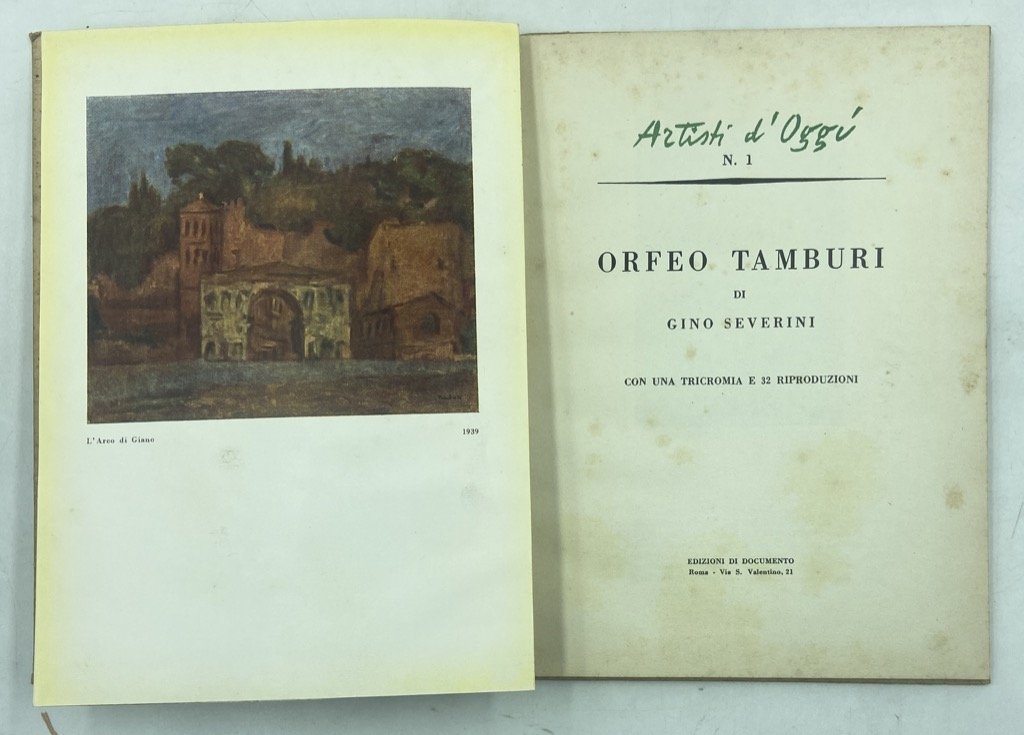 L'Arco di Giano
1939
Artisti d'Oggi
N. 1
ORFEO TAMBURI
DI
GINO SEVERINI
CON UNA TRICROMIA E 32 RIPRODUZIONI
EDIZIONI DI DOCUMENTO
Roma - Via S. Valentino, 21